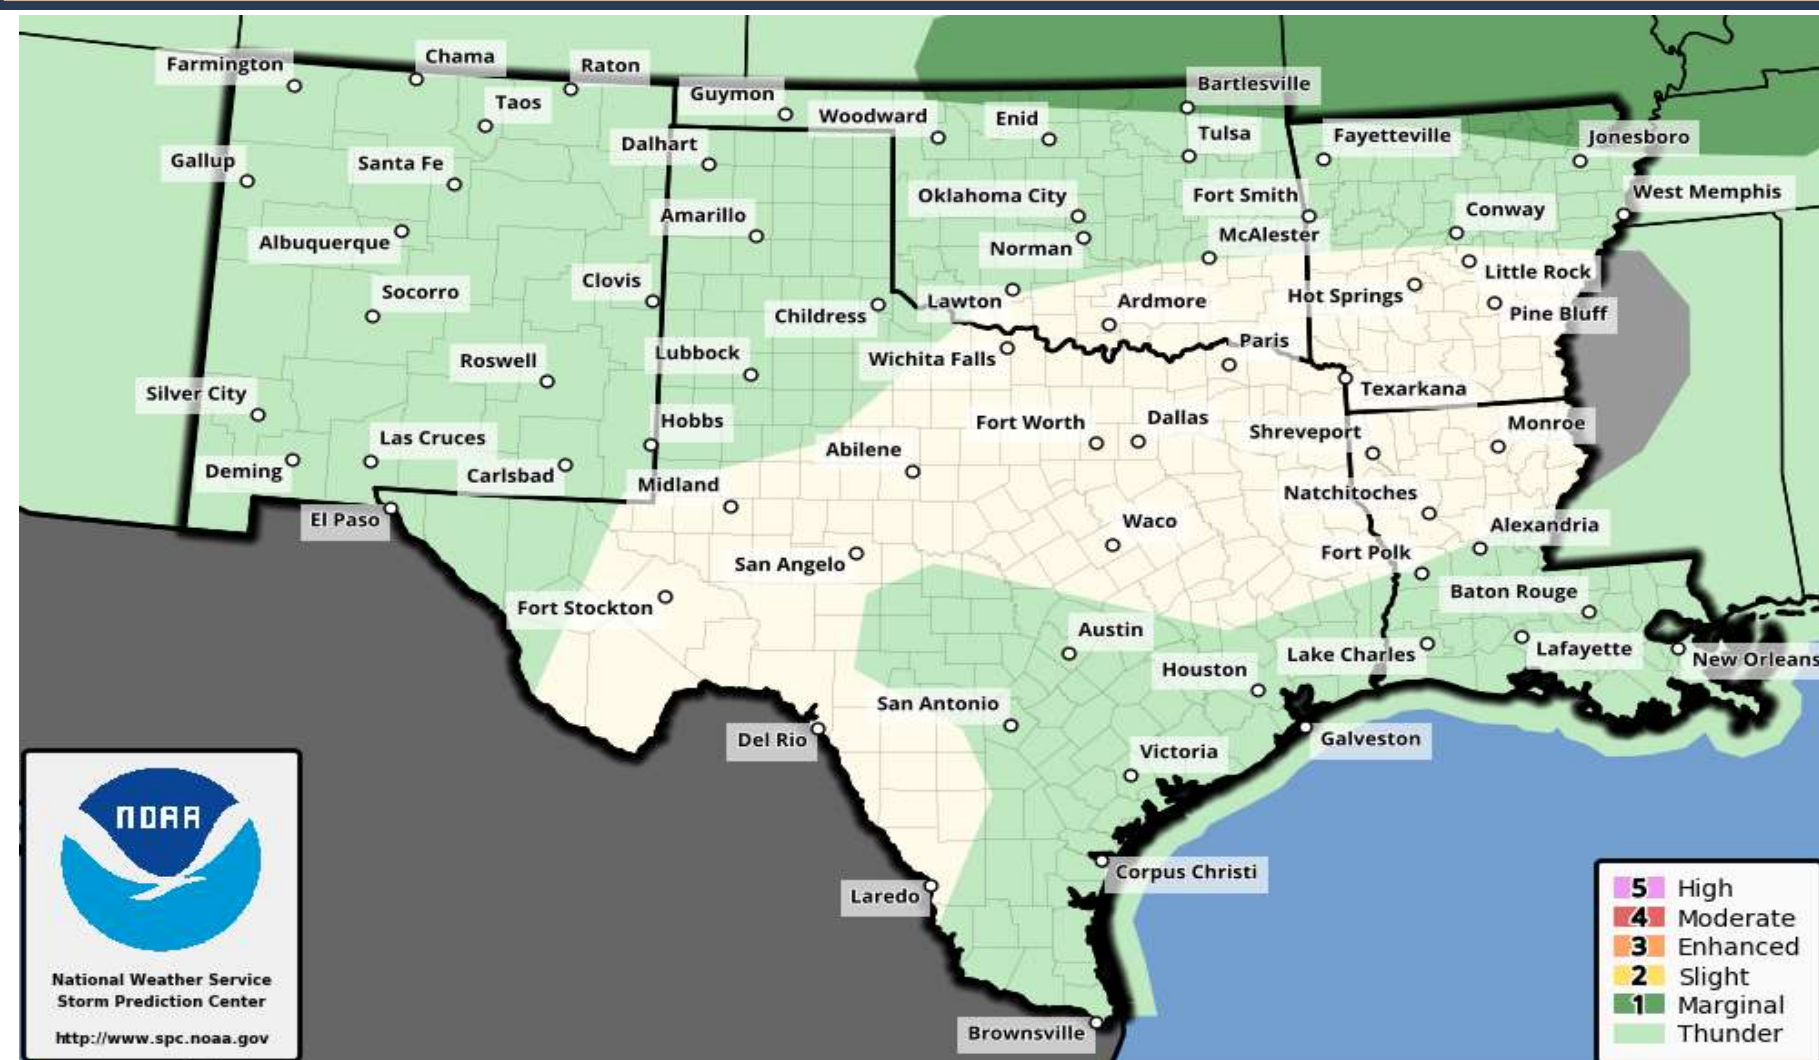 Farmington
Chama
Raton
Taos
Guymon
Woodward
Enid
Bartlesville
Tulsa
Fayetteville
Jonesboro
Gallup
Santa Fe
Dalhart
Oklahoma City
Fort Smith
Conway
West Memphis
Albuquerque
Amarillo
Norman
McAlester
Socorro
Clovis
Childress
Lawton
Ardmore
Hot Springs
Little Rock
Pine Bluff
Roswell
Lubbock
Wichita Falls
Paris
Texarkana
Silver City
Las Cruces
Hobbs
Fort Worth
Dallas
Shreveport
Monroe
Deming
Carlsbad
Midland
Abilene
Natchitoches
El Paso
San Angelo
Waco
Fort Polk
Alexandria
Fort Stockton
Austin
Baton Rouge
Houston
Lake Charles
Lafayette
New Orleans
Del Rio
San Antonio
Victoria
Galveston
Laredo
Corpus Christi
Brownsville
NOAA
National Weather Service
Storm Prediction Center
http://www.spc.noaa.gov
5 High
4 Moderate
3 Enhanced
2 Slight
1 Marginal
Thunder